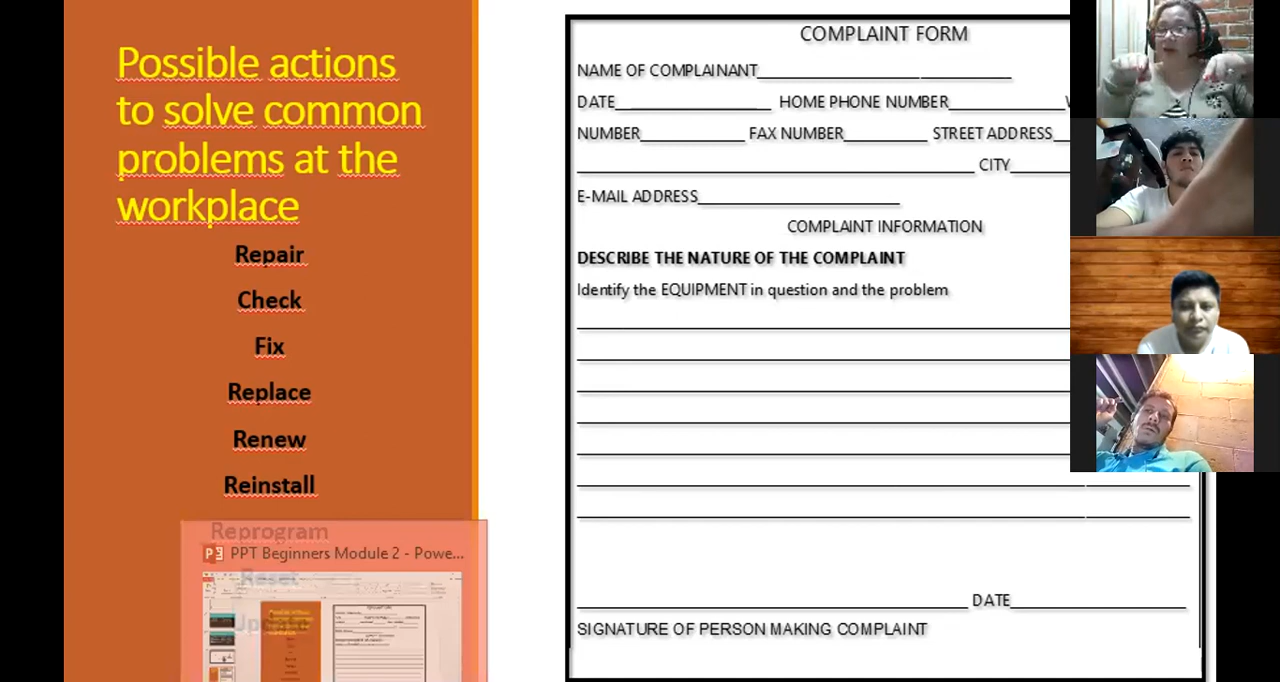 Possible actions
to solve common
problems at the
workplace
Repair
Check
Fix
Replace
Renew
Reinstall
Reprogram
PPT Beginners Module 2 - Powe...
Reset
COMPLAINT FORM
NAME OF COMPLAINANT
DATE HOME PHONE NUMBER
NUMBER FAX NUMBER STREET ADDRESS
CITY
E-MAIL ADDRESS
COMPLAINT INFORMATION
DESCRIBE THE NATURE OF THE COMPLAINT
Identify the EQUIPMENT in question and the problem
DATE
SIGNATURE OF PERSON MAKING COMPLAINT